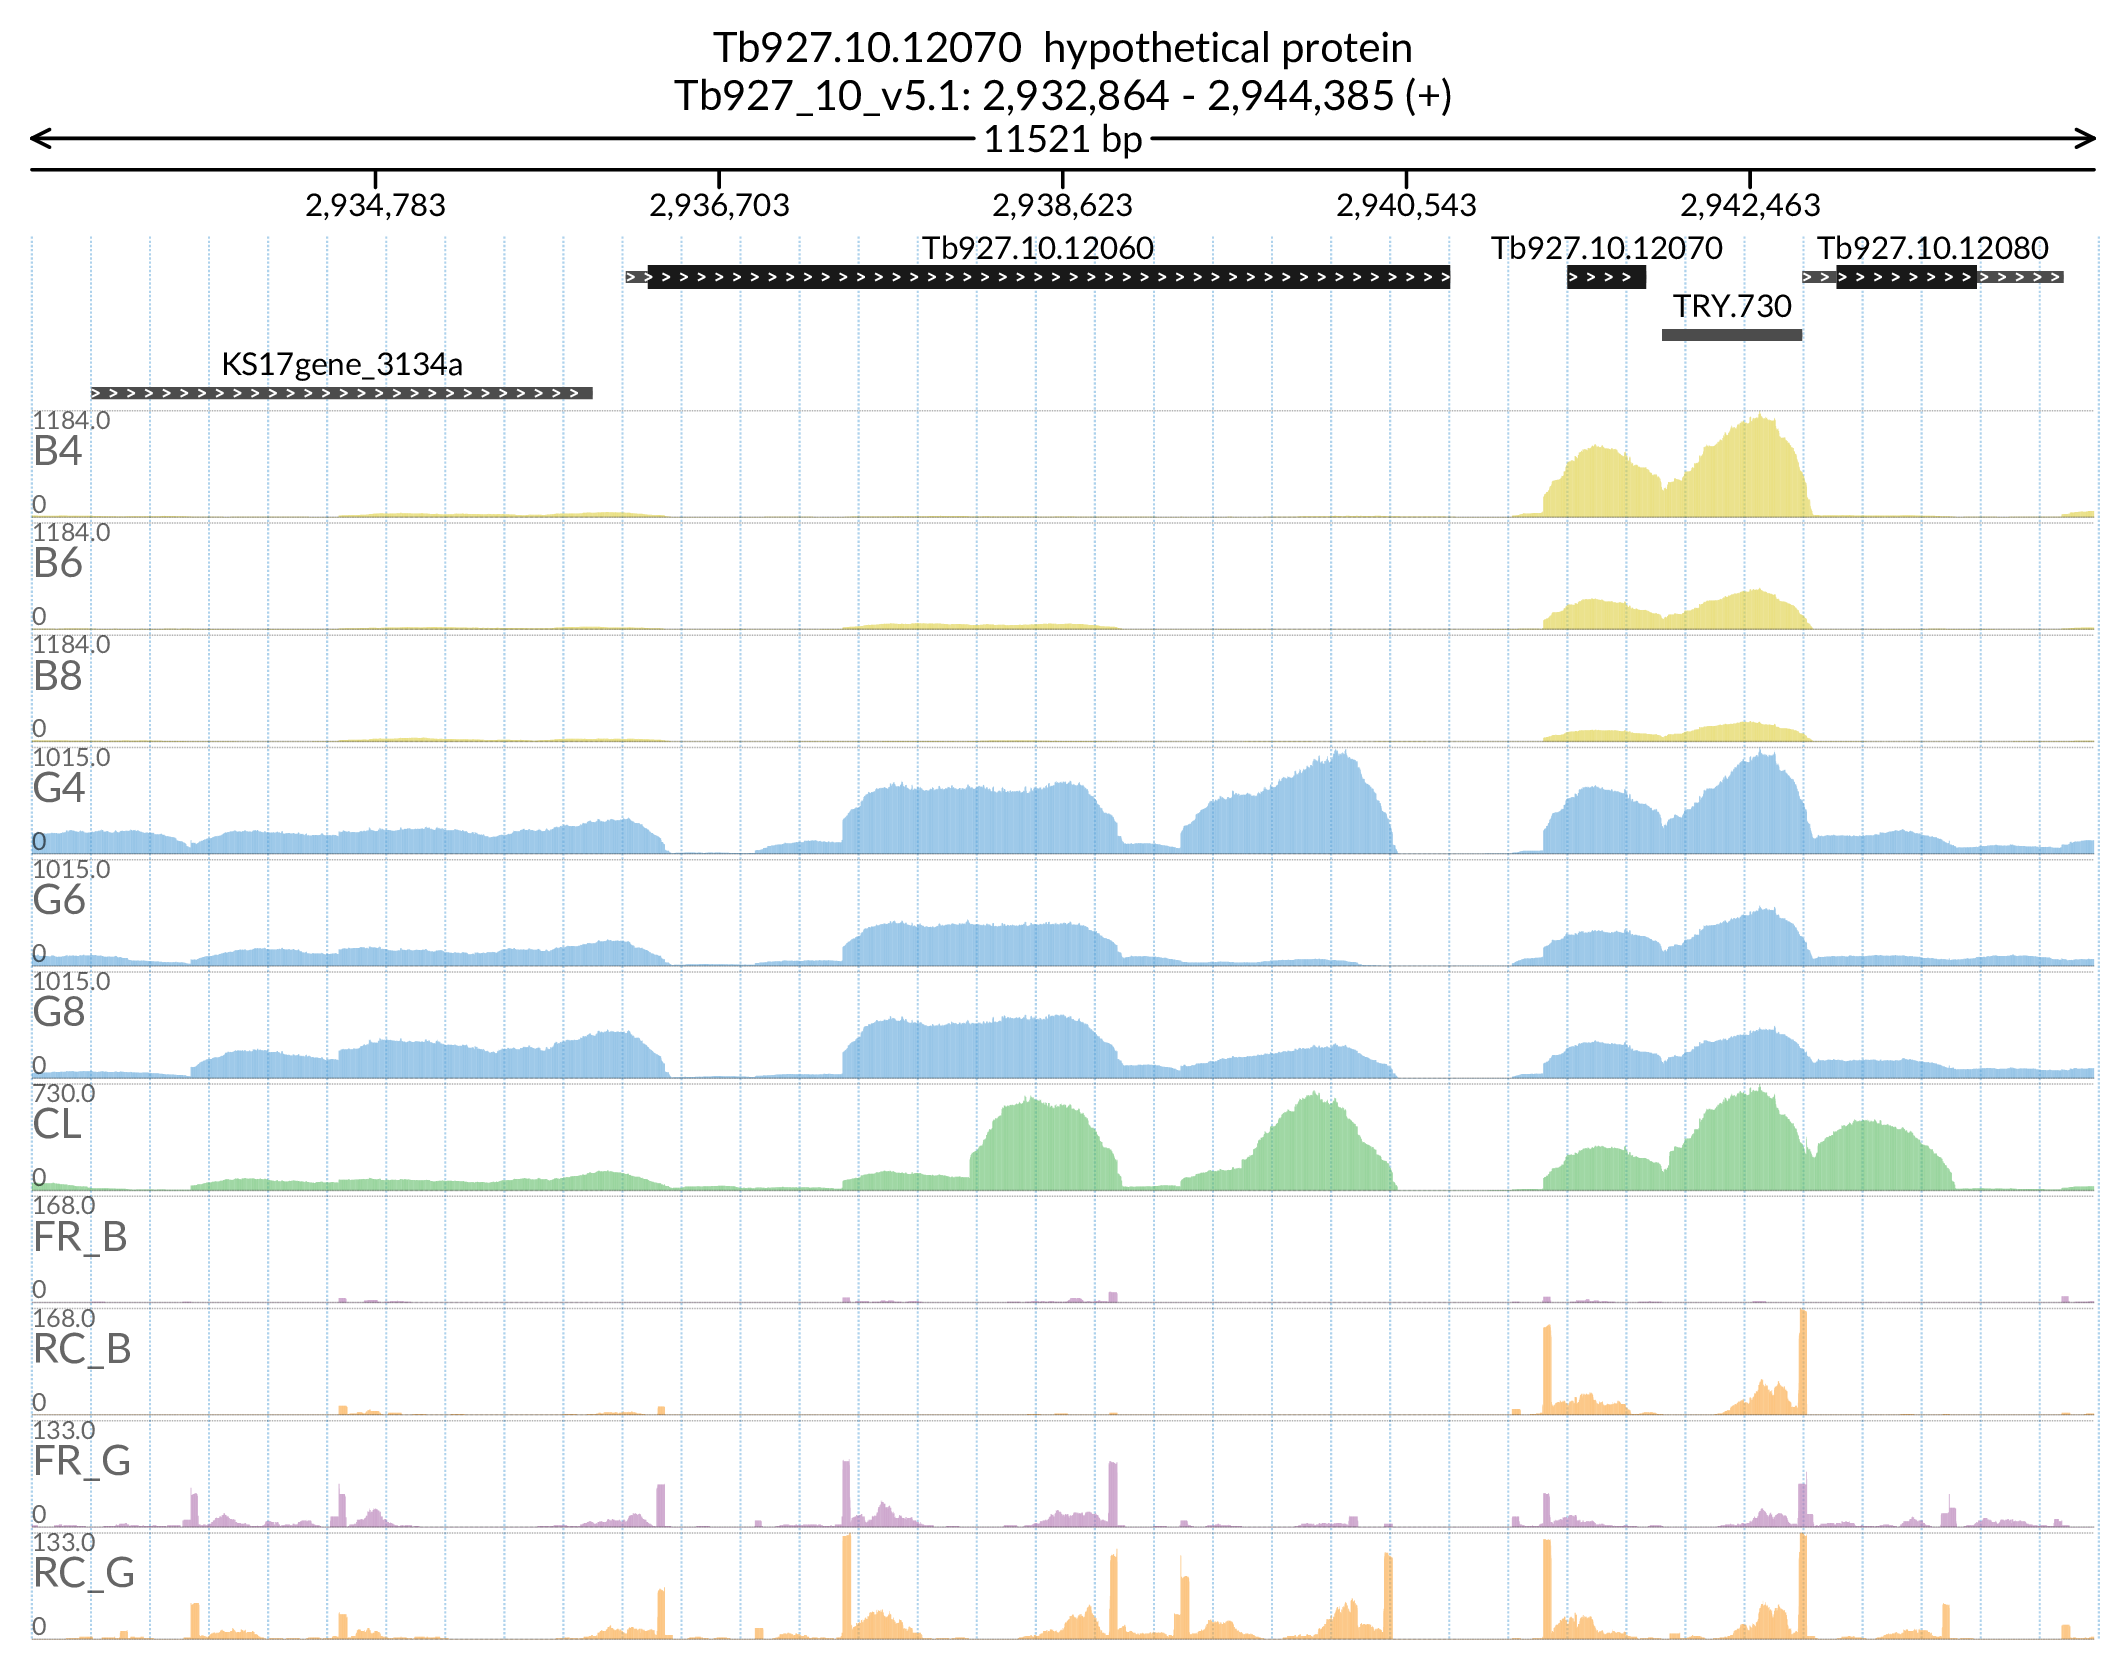 Tb927.10.12070  hypothetical protein
Tb927_10_v5.1: 2,932,864 - 2,944,385 (+)
11521 bp
2,934,783 2,936,703 2,938,623 2,940,543 2,942,463
Tb927.10.12060 Tb927.10.12070 Tb927.10.12080
TRY.730
KS17gene_3134a
1184.0
B4
0
1184.0
B6
0
1184.0
B8
0
1015.0
G4
0
1015.0
G6
0
1015.0
G8
0
730.0
CL
0
168.0
FR_B
0
168.0
RC_B
0
133.0
FR_G
0
133.0
RC_G
0